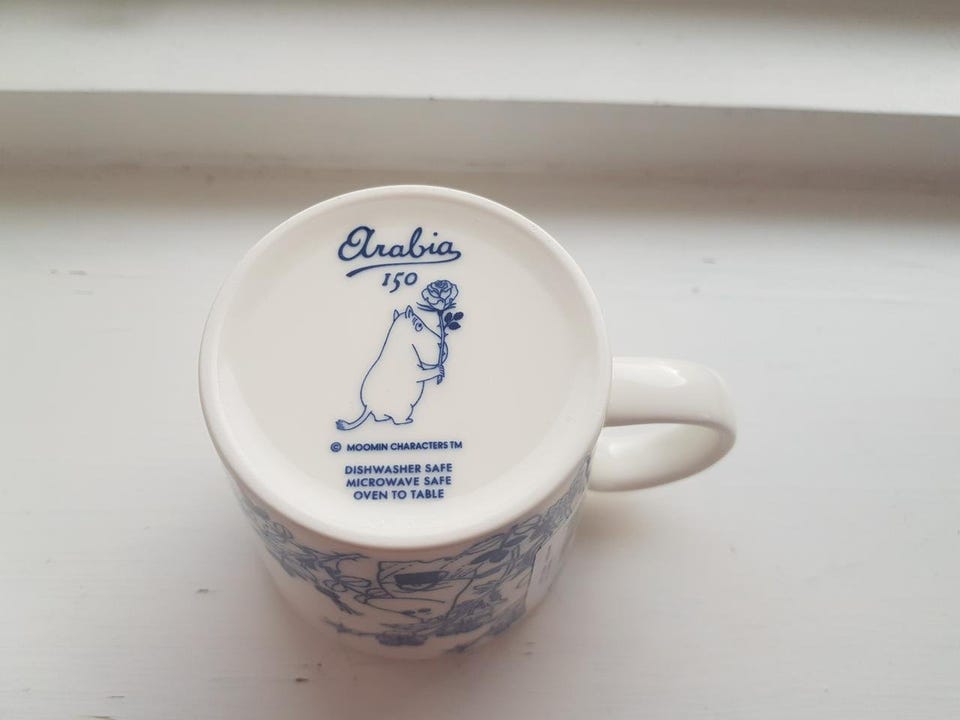 Arabia
150
© MOOMIN CHARACTERS TM
DISHWASHER SAFE
MICROWAVE SAFE
OVEN TO TABLE